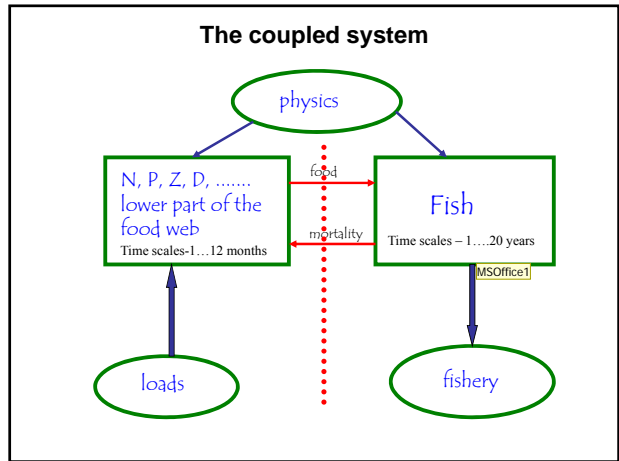 The coupled system
physics
N, P, Z, D, .......
lower part of the
food web
Time scales-1…12 months
food
mortality
Fish
Time scales – 1….20 years
MSOffice1
loads
fishery